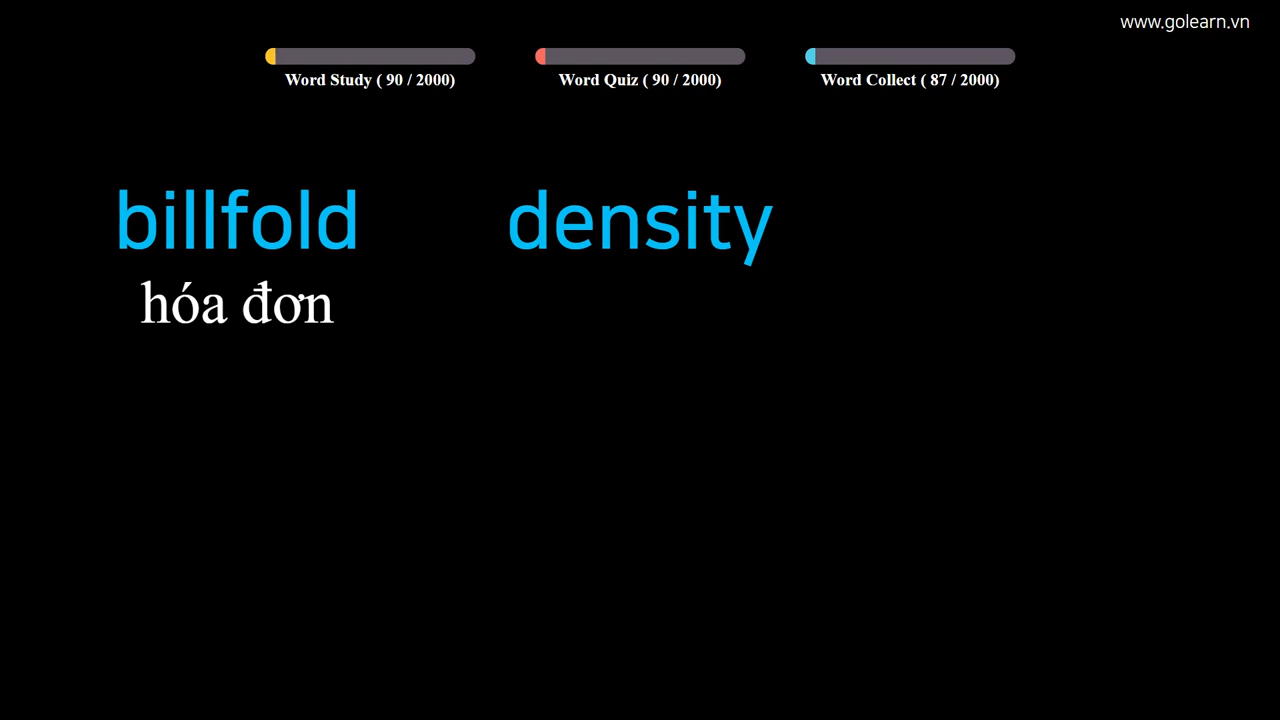 www.golearn.vn
Word Study ( 90 / 2000)
Word Quiz ( 90 / 2000)
Word Collect ( 87 / 2000)
billfold
density
hóa đơn